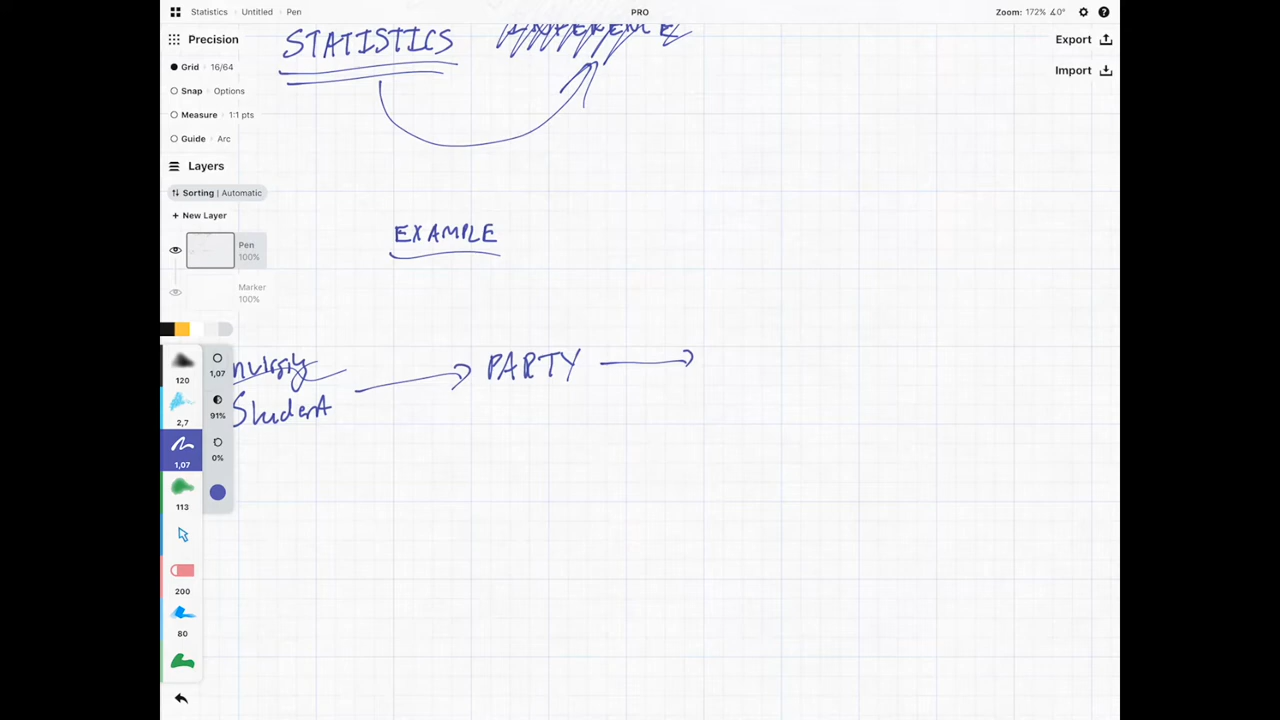 Statistics › Untitled › Pen
PRO
Zoom: 172% ∠0°
Precision
Export
Grid › 16/64
Import
Snap › Options
Measure › 1:1 pts
Guide › Arc
Layers
Sorting | Automatic
+ New Layer
Pen
100%
Marker
100%
120
2,7
1,07
113
200
80
1,07
91%
0%
STATISTICS INFERENCE
EXAMPLE
PARTY
Student